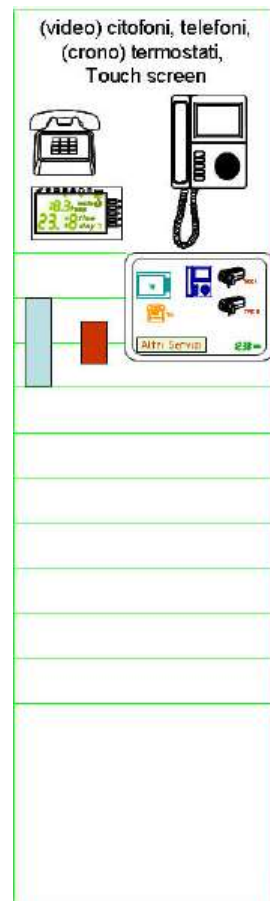 (video) citofoni, telefoni,
(crono) termostati,
Touch screen
Altri Servizi